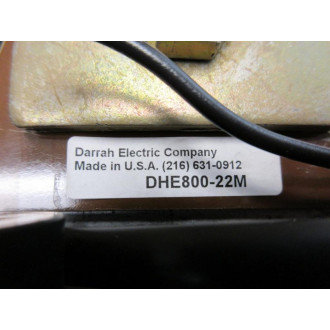 Darrah Electric Company
Made in U.S.A. (216) 631-0912
DHE800-22M